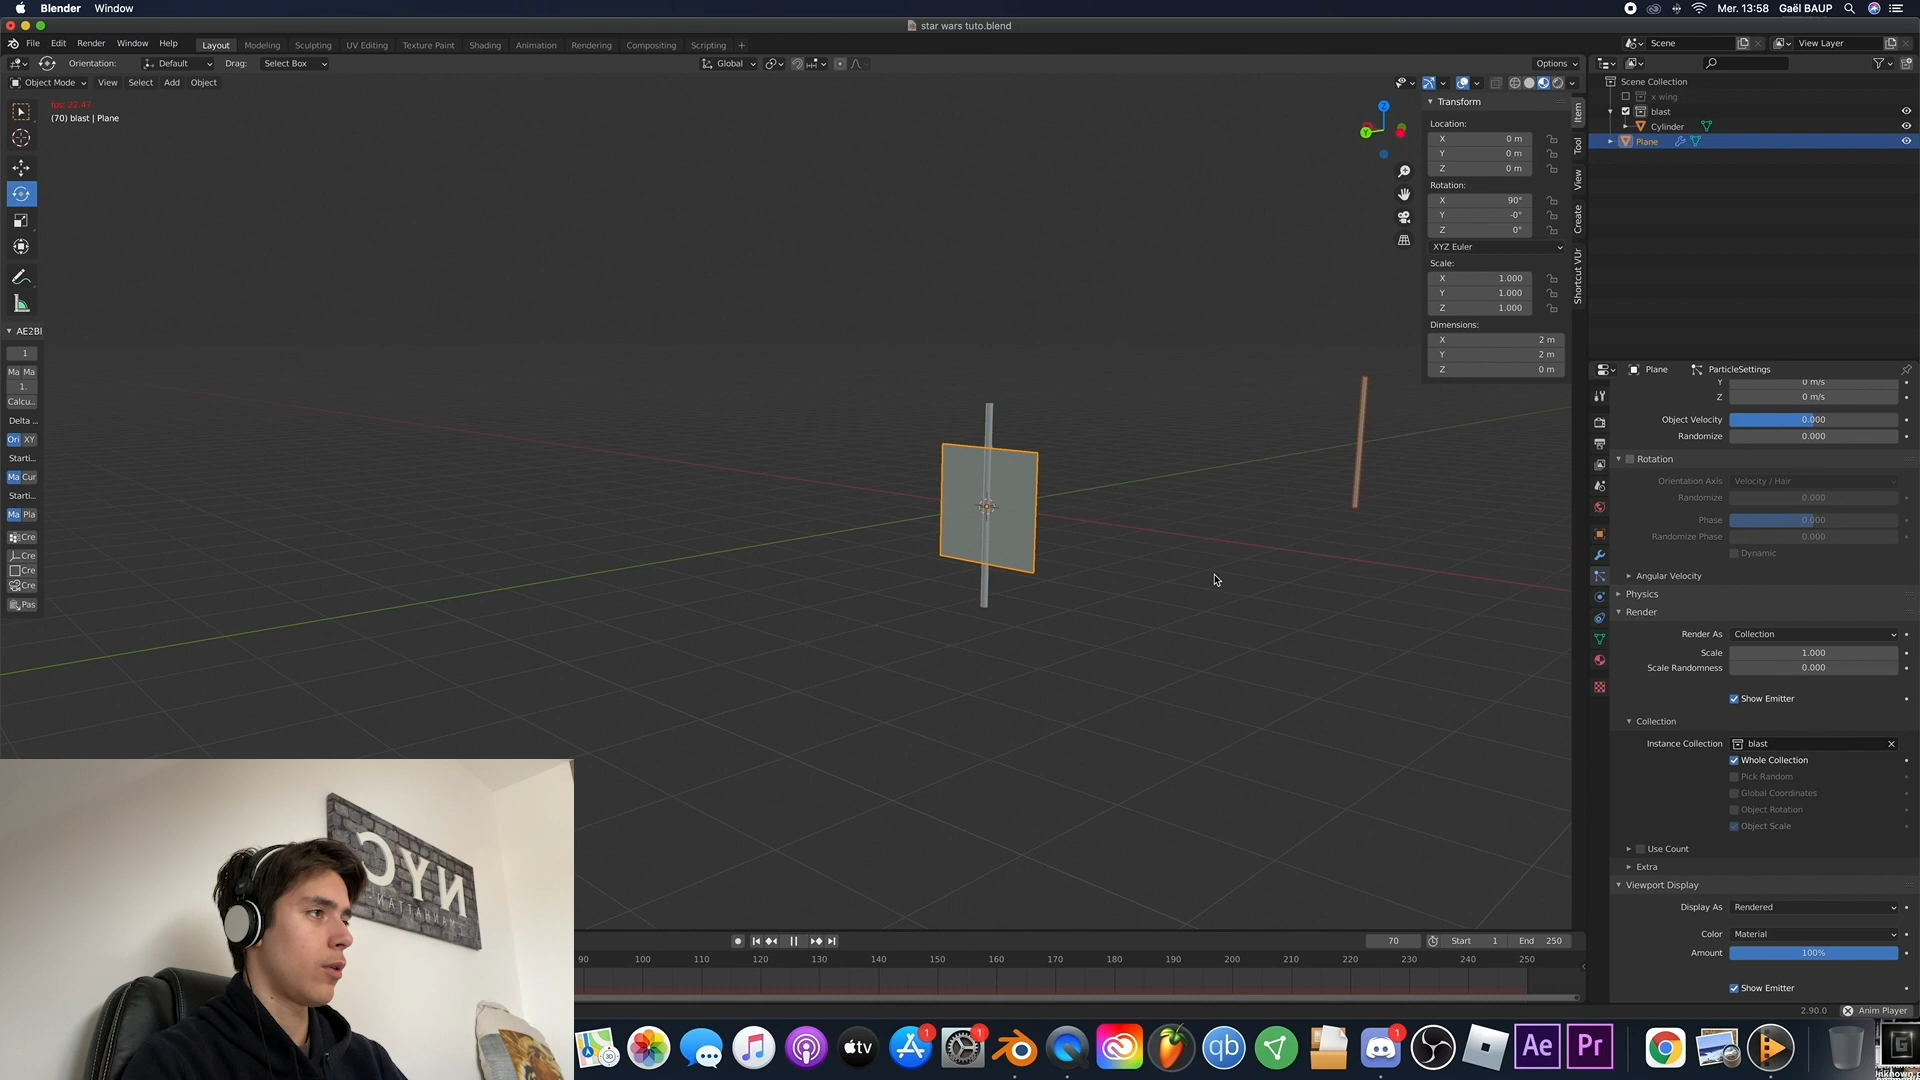 Blender Window
Mer. 13:58 Gaël BAUP
star wars tuto.blend
File Edit Render Window Help
Layout Modeling Sculpting UV Editing Texture Paint Shading Animation Rendering Compositing Scripting +
Scene
View Layer
Orientation: Default Drag: Select Box
Global
Options
Object Mode View Select Add Object
fps: 22.47
(70) blast | Plane
Z
Y
Transform
Location:
X 0 m
Y 0 m
Z 0 m
Rotation:
X 90°
Y -0°
Z 0°
XYZ Euler
Scale:
X 1.000
Y 1.000
Z 1.000
Dimensions:
X 2 m
Y 2 m
Z 0 m
Item
Tool
View
Create
Shortcut VUr
Scene Collection
x wing
blast
Cylinder
Plane
AE2Bl
1
Ma Ma
1.
Calcu...
Delta ...
Ori XY
Starti...
Ma Cur
Starti...
Ma Pla
Cre
Cre
Cre
Cre
Pas
Plane ParticleSettings
Y 0 m/s
Z 0 m/s
Object Velocity 0.000
Randomize 0.000
Rotation
Orientation Axis Velocity / Hair
Randomize 0.000
Phase 0.000
Randomize Phase 0.000
Dynamic
Angular Velocity
Physics
Render
Render As Collection
Scale 1.000
Scale Randomness 0.000
Show Emitter
Collection
Instance Collection blast
Whole Collection
Pick Random
Global Coordinates
Object Rotation
Object Scale
Use Count
Extra
Viewport Display
Display As Rendered
Color Material
Amount 100%
Show Emitter
70 Start 1 End 250
90 100 110 120 130 140 150 160 170 180 190 200 210 220 230 240 250
2.90.0 Anim Player
NYC
MANHATTAN
3D
tv
1
1
qb
1
Ae
Pr